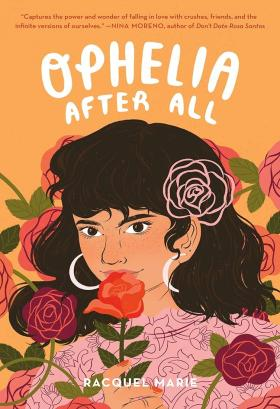 "Captures the power and wonder of falling in love with crushes, friends, and the
infinite versions of ourselves." —NINA MORENO, author of Don't Date Rosa Santos
OPHELIA
AFTER ALL
RACQUEL MARIE